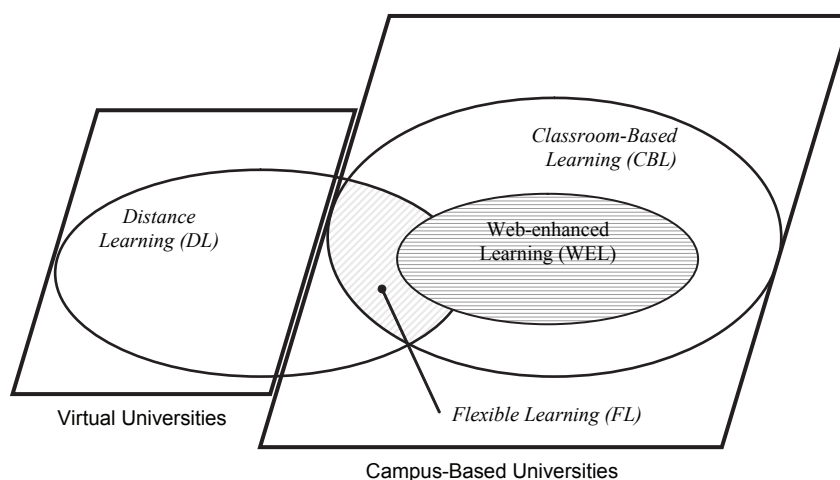 Classroom-Based
Learning (CBL)
Distance
Learning (DL)
Web-enhanced
Learning (WEL)
Virtual Universities
Flexible Learning (FL)
Campus-Based Universities